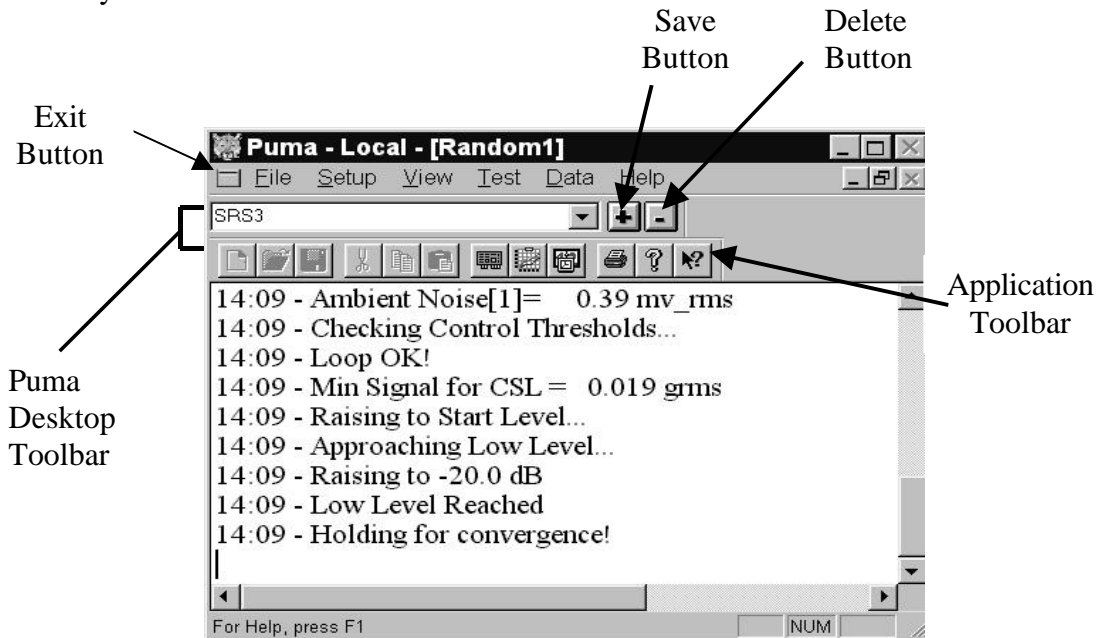 Save
Button
Delete
Button
Exit
Button
Puma - Local - [Random1]
File Setup View Test Data Help
SRS3
+ -
14:09 - Ambient Noise[1]= 0.39 mv_rms
14:09 - Checking Control Thresholds...
14:09 - Loop OK!
14:09 - Min Signal for CSL = 0.019 grms
14:09 - Raising to Start Level...
14:09 - Approaching Low Level...
14:09 - Raising to -20.0 dB
14:09 - Low Level Reached
14:09 - Holding for convergence!
For Help, press F1
NUM
Application
Toolbar
Puma
Desktop
Toolbar